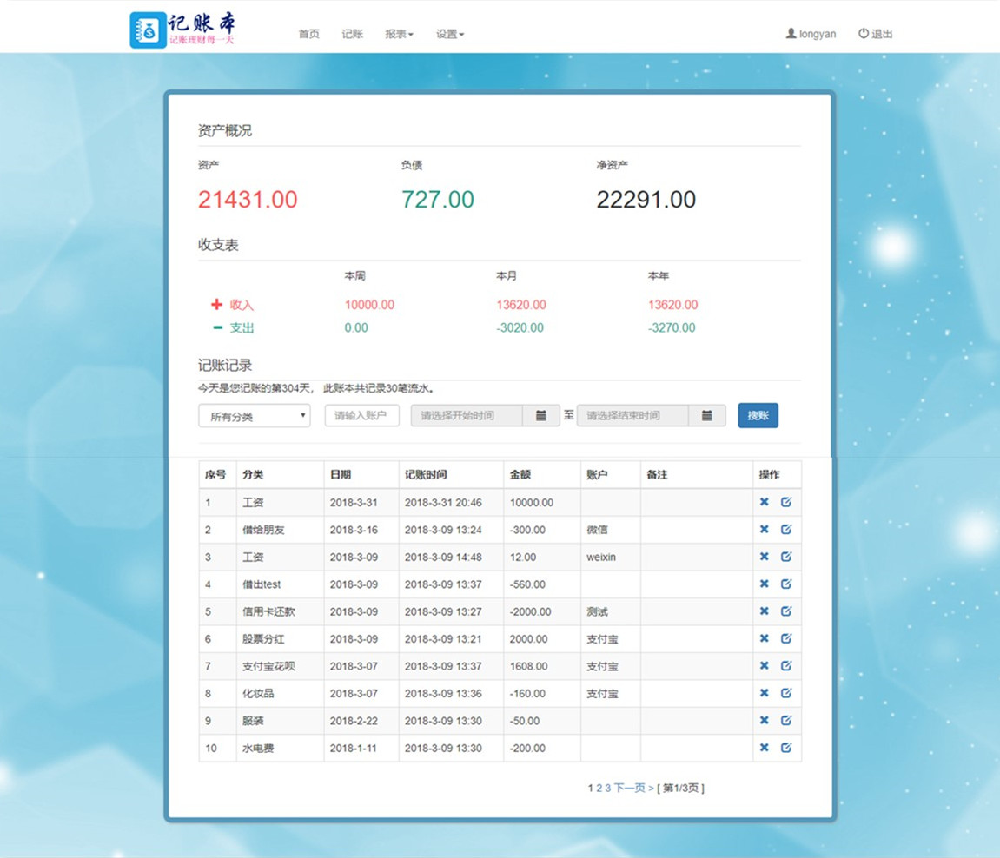 记账本
记账理财每一天
首页 记账 报表 设置 longyan 退出
资产概况
资产 负债 净资产
21431.00 727.00 22291.00
收支表
本周 本月 本年
收入 10000.00 13620.00 13620.00
支出 0.00 -3020.00 -3270.00
记账记录
今天是您记账的第304天， 此账本共记录30笔流水。
所有分类 请输入账户 请选择开始时间 至 请选择结束时间 搜账
序号 分类 日期 记账时间 金额 账户 备注 操作
1 工资 2018-3-31 2018-3-31 20:46 10000.00
2 借给朋友 2018-3-16 2018-3-09 13:24 -300.00 微信
3 工资 2018-3-09 2018-3-09 14:48 12.00 weixin
4 借出test 2018-3-09 2018-3-09 13:37 -560.00
5 信用卡还款 2018-3-09 2018-3-09 13:27 -2000.00 测试
6 股票分红 2018-3-09 2018-3-09 13:21 2000.00 支付宝
7 支付宝花呗 2018-3-07 2018-3-09 13:37 1608.00 支付宝
8 化妆品 2018-3-07 2018-3-09 13:36 -160.00 支付宝
9 服装 2018-2-22 2018-3-09 13:30 -50.00
10 水电费 2018-1-11 2018-3-09 13:30 -200.00
1 2 3 下一页 > [ 第1/3页 ]